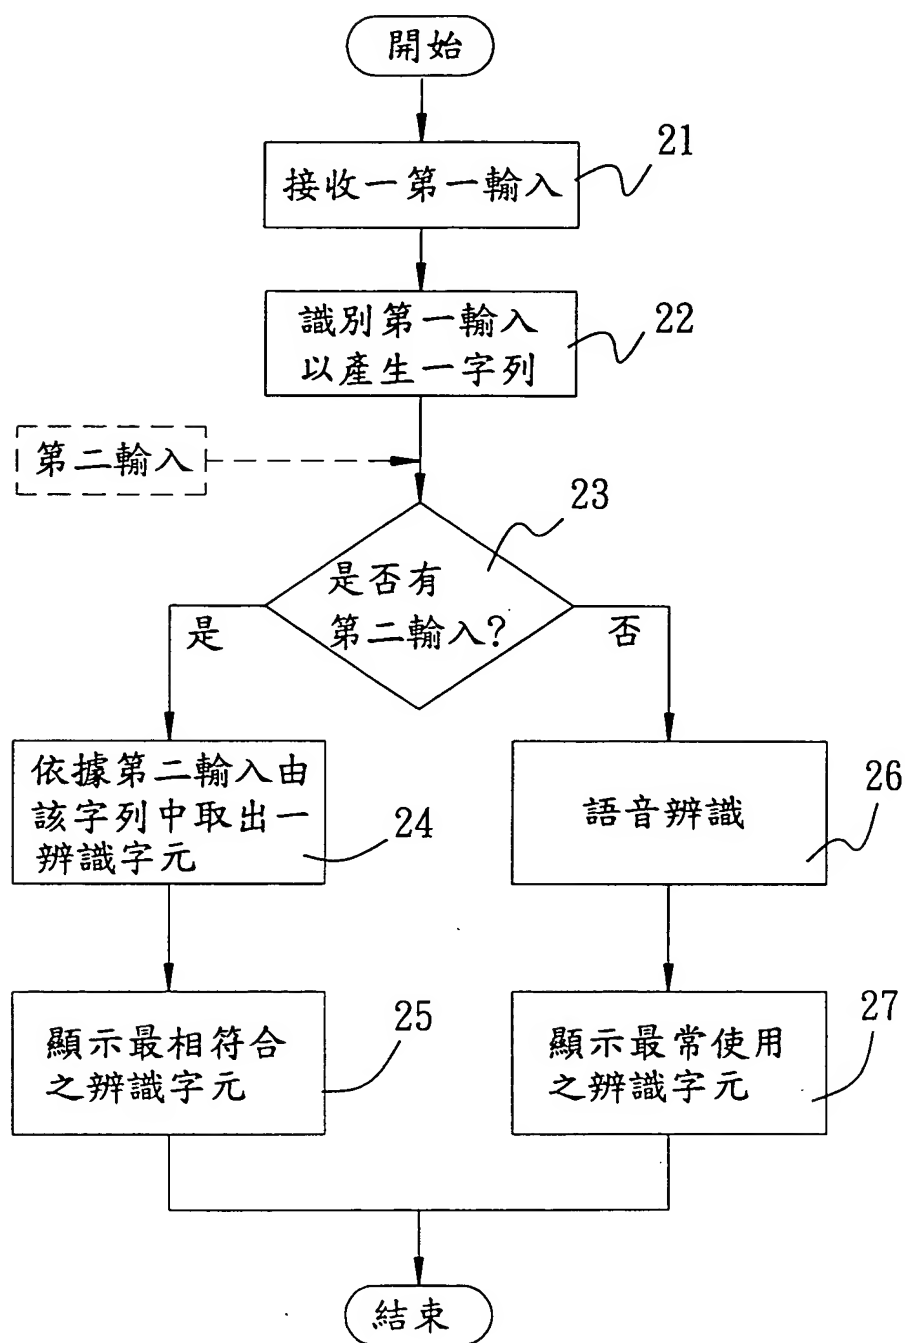 開始
接收一第一輸入
21
識別第一輸入
以產生一字列
22
第二輸入
23
是否有
第二輸入?
是
否
依據第二輸入由
該字列中取出一
辨識字元
24
語音辨識
26
顯示最相符合
之辨識字元
25
顯示最常使用
之辨識字元
27
結束